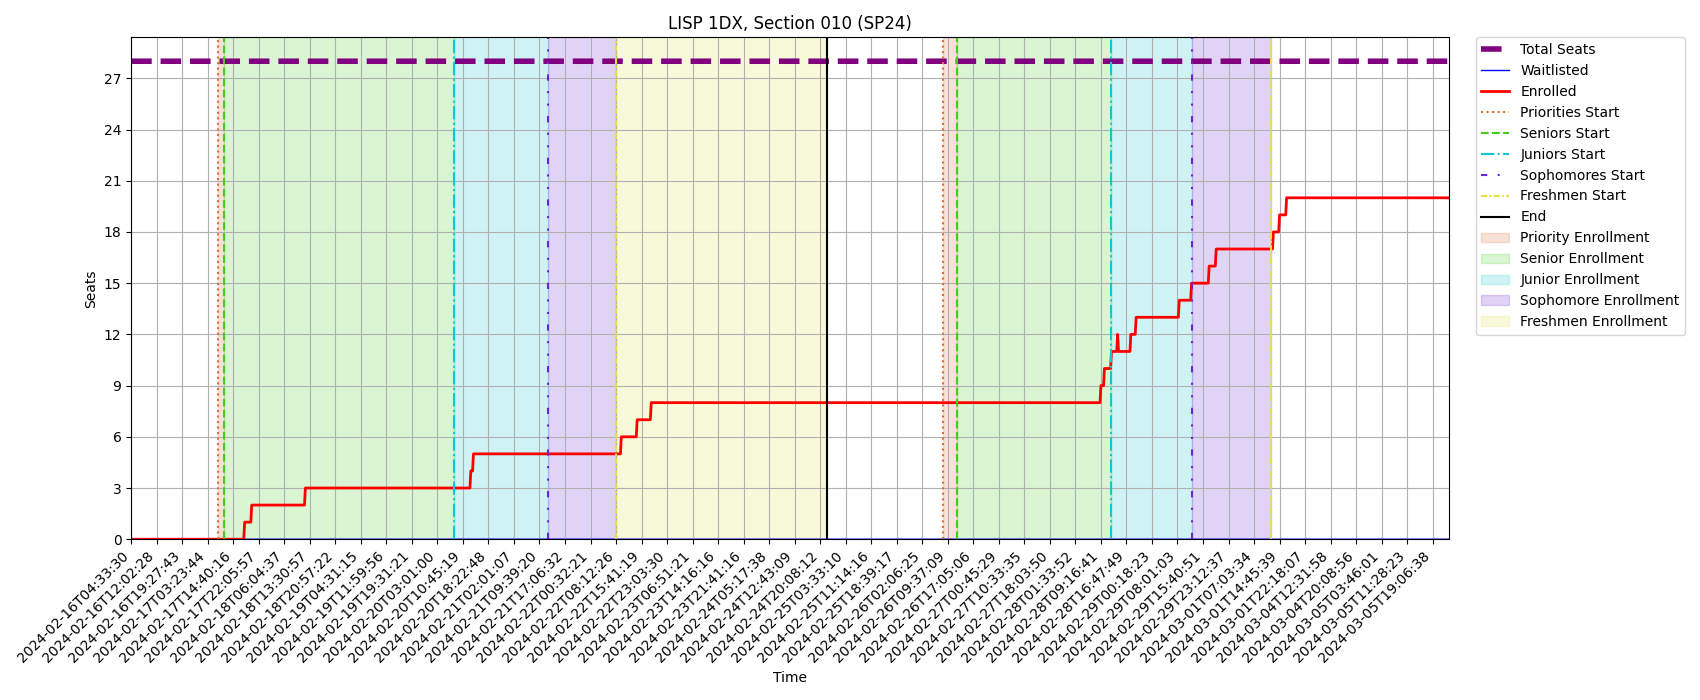 LISP 1DX, Section 010 (SP24)
Total Seats
Waitlisted
Enrolled
Priorities Start
Seniors Start
Juniors Start
Sophomores Start
Freshmen Start
End
Priority Enrollment
Senior Enrollment
Junior Enrollment
Sophomore Enrollment
Freshmen Enrollment
Seats
27
24
21
18
15
12
9
6
3
0
2024-02-16T04:33:30
2024-02-16T12:02:28
2024-02-16T19:27:43
2024-02-17T03:23:44
2024-02-17T14:40:16
2024-02-17T22:05:57
2024-02-18T06:04:37
2024-02-18T13:30:57
2024-02-18T20:57:22
2024-02-19T04:31:15
2024-02-19T11:59:56
2024-02-19T19:31:21
2024-02-20T03:01:00
2024-02-20T10:45:19
2024-02-20T18:22:48
2024-02-21T02:01:07
2024-02-21T09:39:20
2024-02-21T17:06:32
2024-02-22T00:32:21
2024-02-22T08:12:26
2024-02-22T15:41:19
2024-02-22T23:03:30
2024-02-23T06:51:21
2024-02-23T14:16:16
2024-02-23T21:41:16
2024-02-24T05:17:38
2024-02-24T12:43:09
2024-02-24T20:08:12
2024-02-25T03:33:10
2024-02-25T11:14:16
2024-02-25T18:39:17
2024-02-26T02:06:25
2024-02-26T09:37:09
2024-02-26T17:05:06
2024-02-27T00:45:29
2024-02-27T10:33:35
2024-02-27T18:03:50
2024-02-28T01:33:52
2024-02-28T09:16:41
2024-02-28T16:47:49
2024-02-29T00:18:23
2024-02-29T08:01:03
2024-02-29T15:40:51
2024-02-29T23:12:37
2024-03-01T07:03:34
2024-03-01T14:45:39
2024-03-01T22:18:07
2024-03-04T12:31:58
2024-03-04T20:08:56
2024-03-05T03:46:01
2024-03-05T11:28:23
2024-03-05T19:06:38
Time